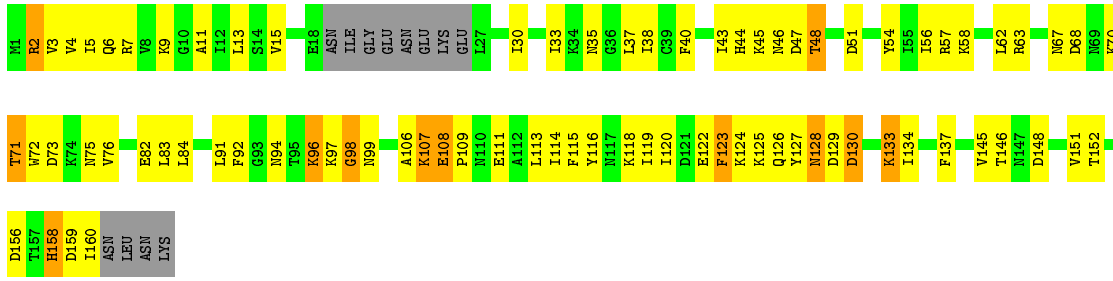 M1 R2 V3 V4 I5 Q6 R7 V8 K9 G10 A11 I12 L13 S14 V15 E18 ASN ILE GLY GLU ASN GLU LYS GLU L27 I30 I33 K34 N35 G36 L37 I38 C39 F40 I43 H44 K45 N46 D47 T48 D51 Y54 I55 I56 R57 K58 L62 R63 N67 D68 N69 K70
T71 W72 D73 K74 N75 V76 E82 L83 L84 L91 F92 G93 N94 T95 K96 K97 G98 N99 A106 K107 E108 P109 N110 E111 A112 L113 I114 F115 Y116 N117 K118 I119 I120 D121 E122 F123 K124 K125 Q126 Y127 N128 D129 D130 K133 I134 F137 V145 T146 N147 D148 V151 T152
D156 T157 H158 D159 I160 ASN LEU ASN LYS